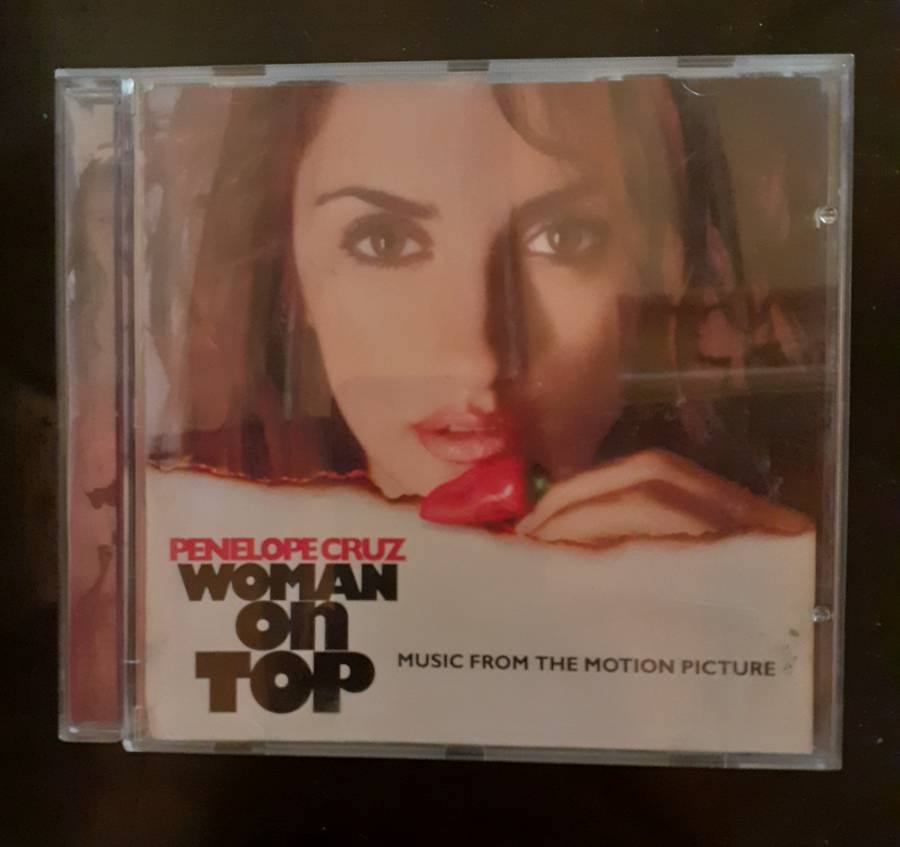 PENELOPE CRUZ
WOMAN
on
TOP
MUSIC FROM THE MOTION PICTURE